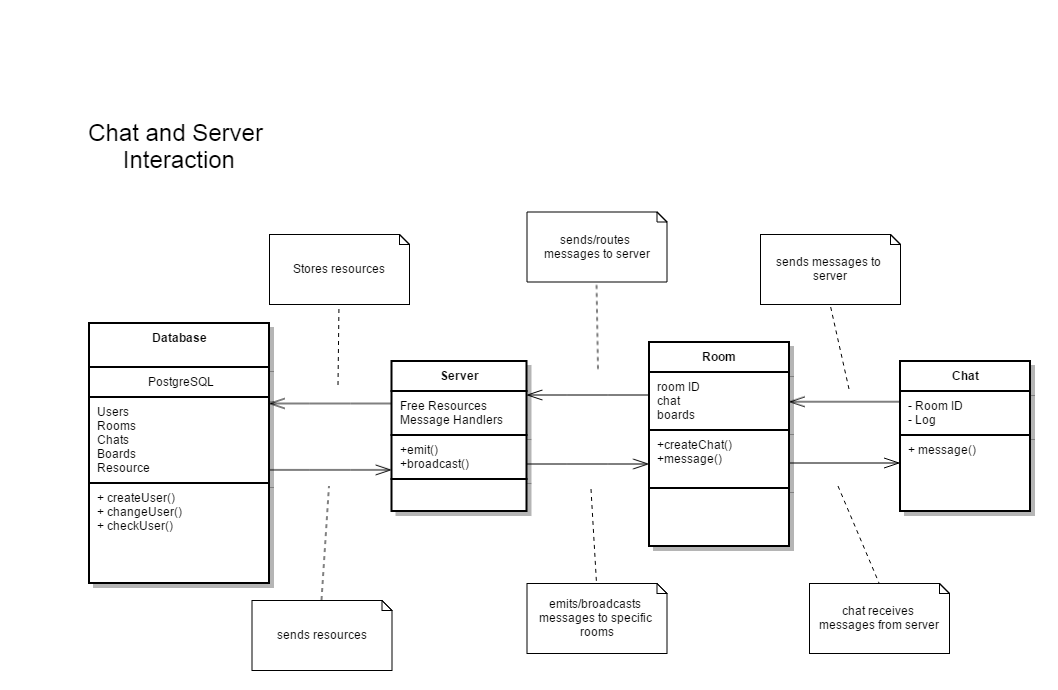 Chat and Server
Interaction
Stores resources
sends/routes
messages to server
sends messages to
server
Database
PostgreSQL
Users
Rooms
Chats
Boards
Resource
+ createUser()
+ changeUser()
+ checkUser()
Server
Free Resources
Message Handlers
+emit()
+broadcast()
Room
room ID
chat
boards
+createChat()
+message()
Chat
- Room ID
- Log
+ message()
sends resources
emits/broadcasts
messages to specific
rooms
chat receives
messages from server